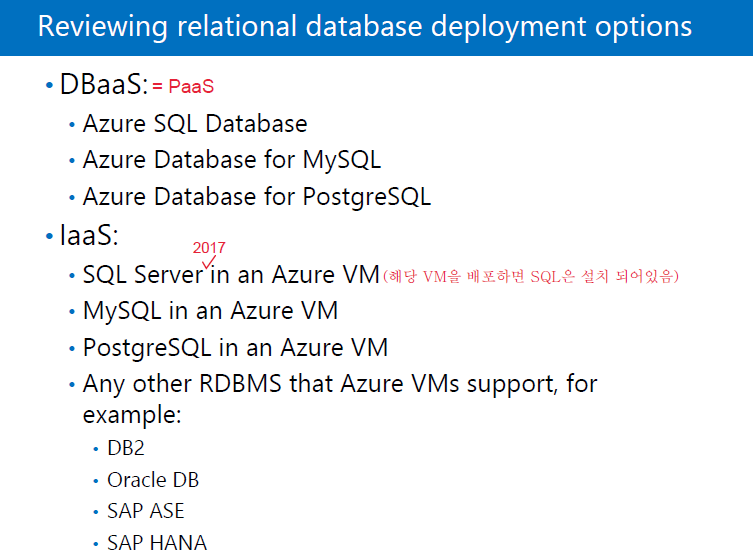 Reviewing relational database deployment options
• DBaaS: = PaaS
• Azure SQL Database
• Azure Database for MySQL
• Azure Database for PostgreSQL
• IaaS:
2017
• SQL Server in an Azure VM (해당 VM을 배포하면 SQL은 설치 되어있음)
• MySQL in an Azure VM
• PostgreSQL in an Azure VM
• Any other RDBMS that Azure VMs support, for
example:
• DB2
• Oracle DB
• SAP ASE
• SAP HANA